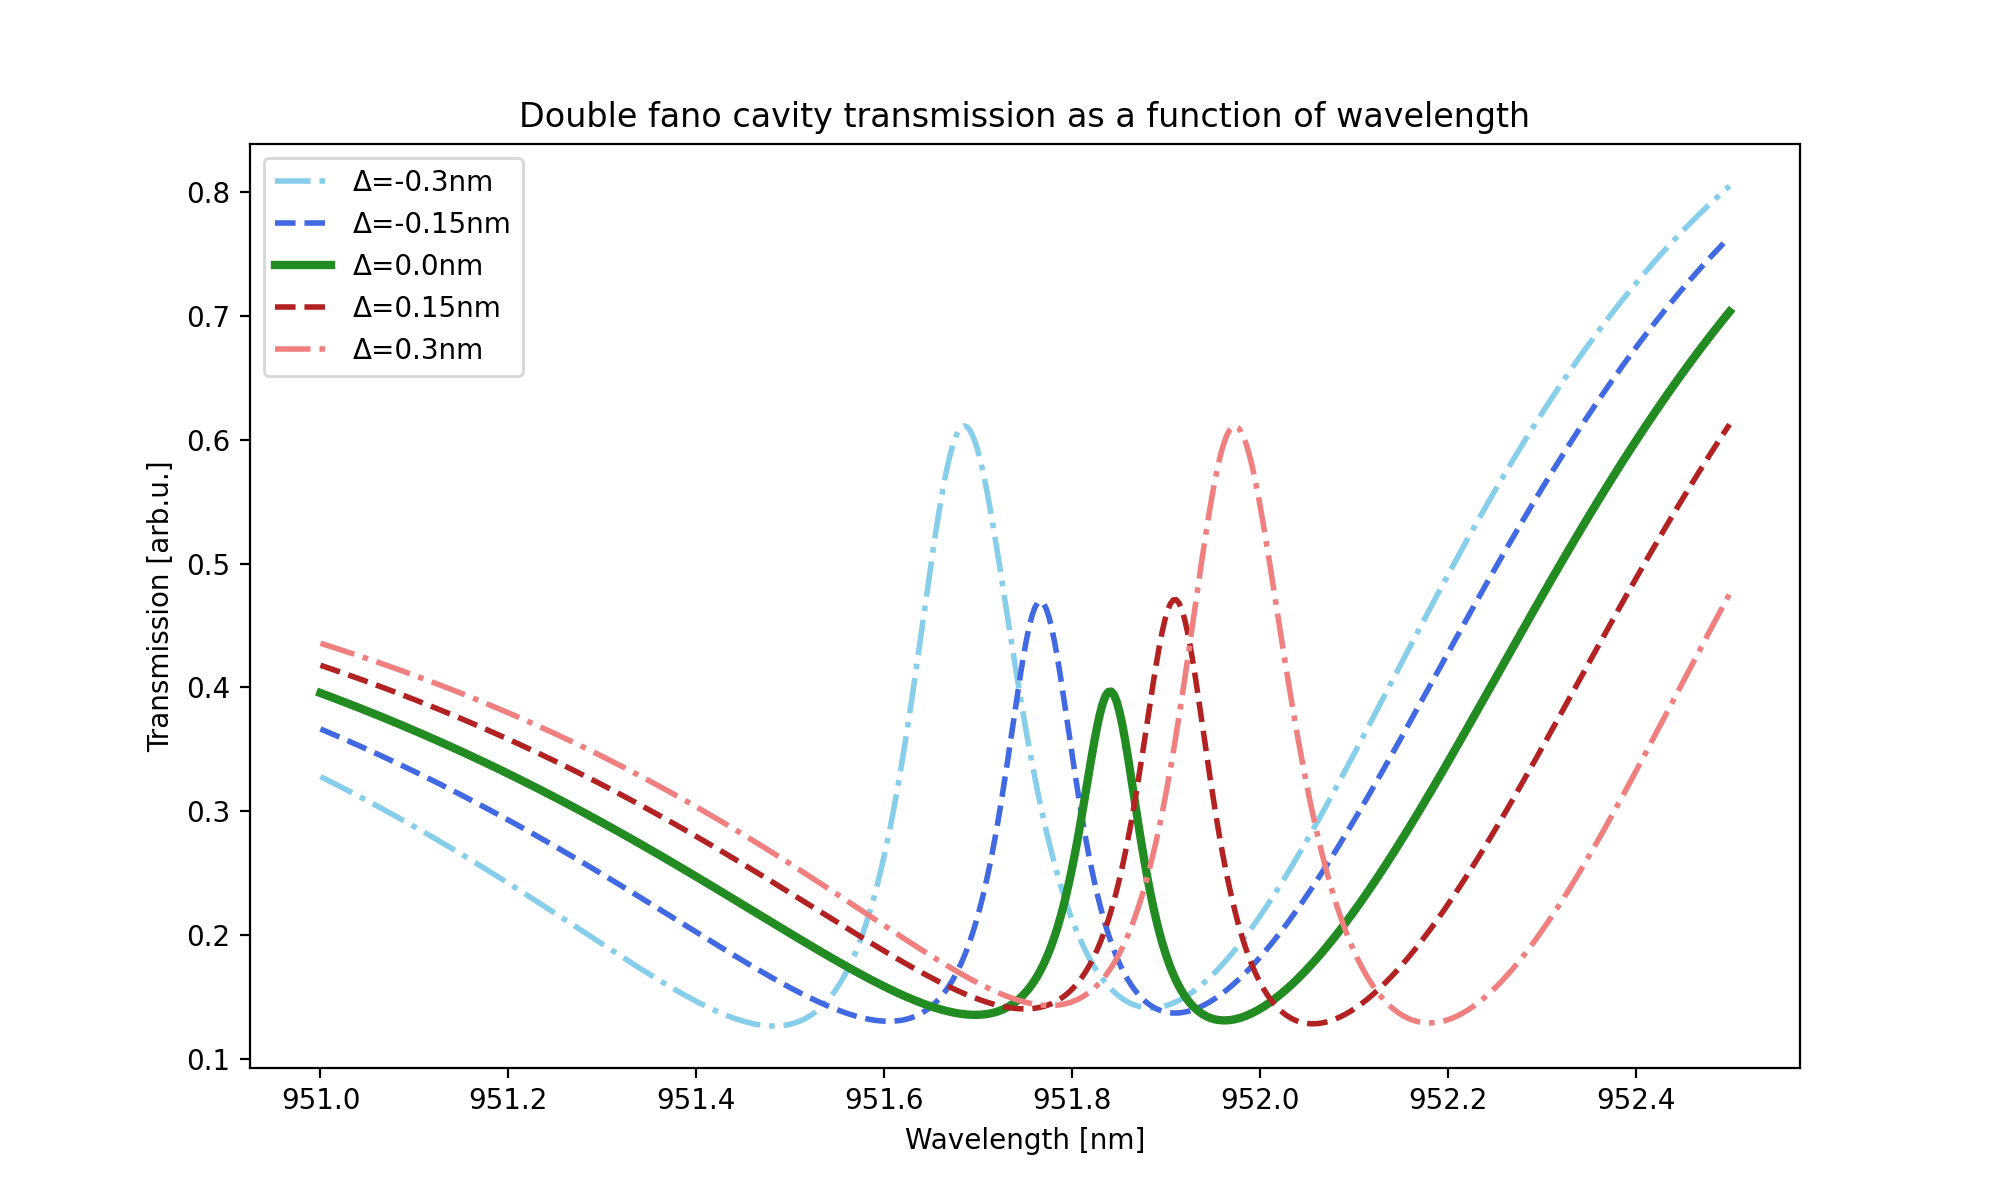 Double fano cavity transmission as a function of wavelength
Δ=-0.3nm
Δ=-0.15nm
Δ=0.0nm
Δ=0.15nm
Δ=0.3nm
0.8
0.7
0.6
0.5
0.4
0.3
0.2
0.1
Transmission [arb.u.]
951.0 951.2 951.4 951.6 951.8 952.0 952.2 952.4
Wavelength [nm]